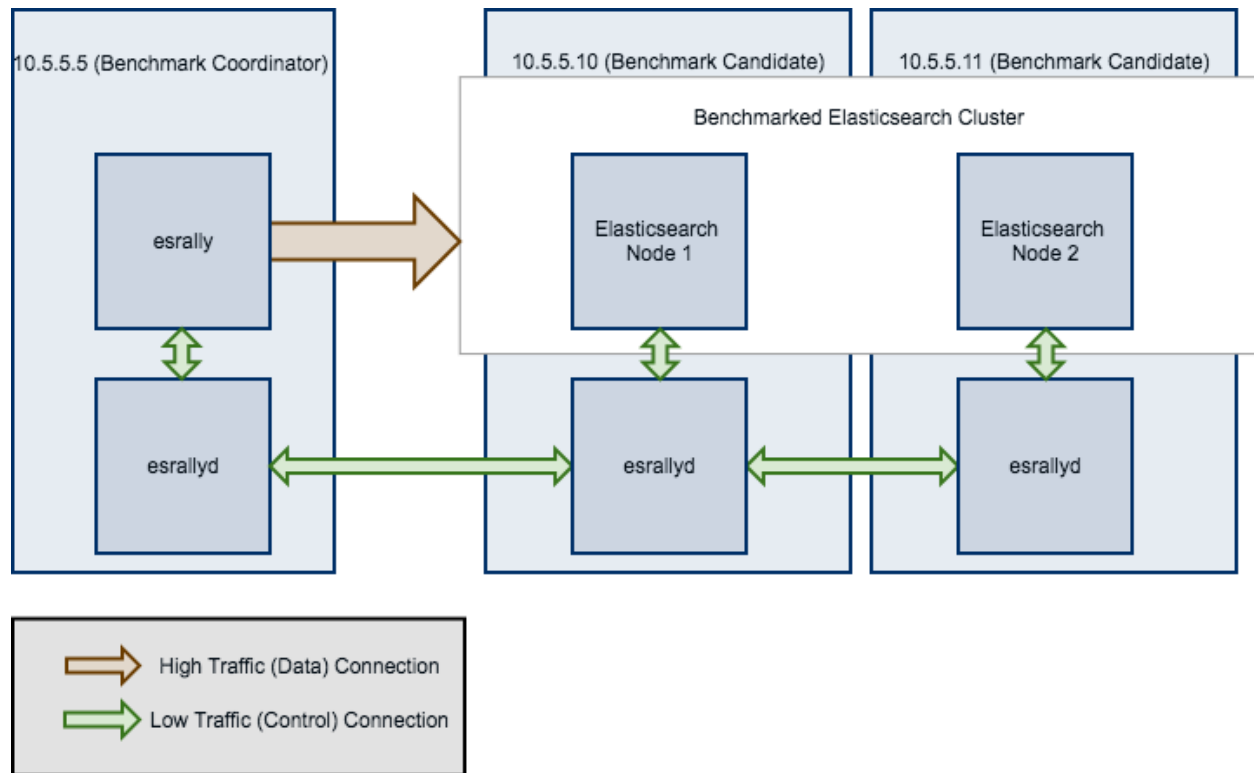 10.5.5.5 (Benchmark Coordinator)
10.5.5.10 (Benchmark Candidate)
10.5.5.11 (Benchmark Candidate)
Benchmarked Elasticsearch Cluster
esrally
Elasticsearch
Node 1
Elasticsearch
Node 2
esrallyd
esrallyd
esrallyd
High Traffic (Data) Connection
Low Traffic (Control) Connection